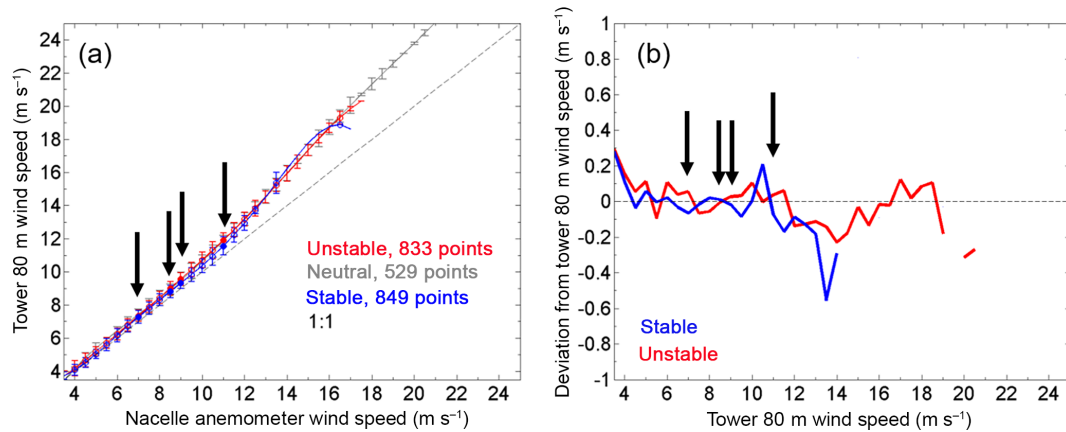 (a)
Tower 80 m wind speed (m s⁻¹)
24
22
20
18
16
14
12
10
8
6
4
Unstable, 833 points
Neutral, 529 points
Stable, 849 points
1:1
4 6 8 10 12 14 16 18 20 22 24
Nacelle anemometer wind speed (m s⁻¹)
(b)
Deviation from tower 80 m wind speed (m s⁻¹)
1
0.8
0.6
0.4
0.2
0
-0.2
-0.4
-0.6
-0.8
-1
Stable
Unstable
4 6 8 10 12 14 16 18 20 22 24
Tower 80 m wind speed (m s⁻¹)